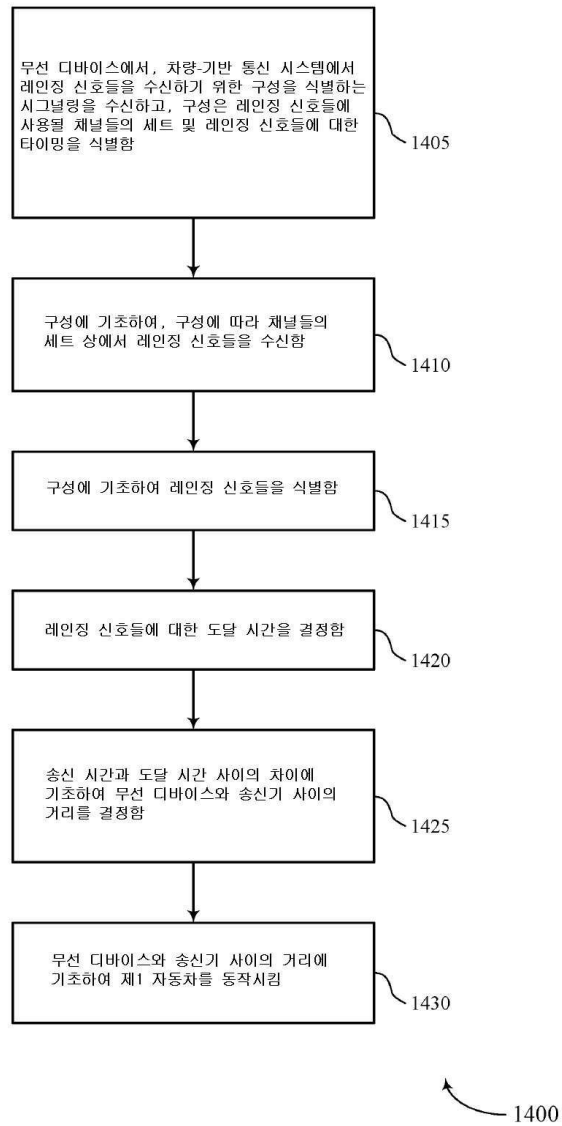 무선 디바이스에서, 차량-기반 통신 시스템에서
레인징 신호들을 수신하기 위한 구성을 식별하는
시그널링을 수신하고, 구성은 레인징 신호들에
사용될 채널들의 세트 및 레인징 신호들에 대한
타이밍을 식별함
1405
구성에 기초하여, 구성에 따라 채널들의
세트 상에서 레인징 신호들을 수신함
1410
구성에 기초하여 레인징 신호들을 식별함
1415
레인징 신호들에 대한 도달 시간을 결정함
1420
송신 시간과 도달 시간 사이의 차이에
기초하여 무선 디바이스와 송신기 사이의
거리를 결정함
1425
무선 디바이스와 송신기 사이의 거리에
기초하여 제1 자동차를 동작시킴
1430
1400